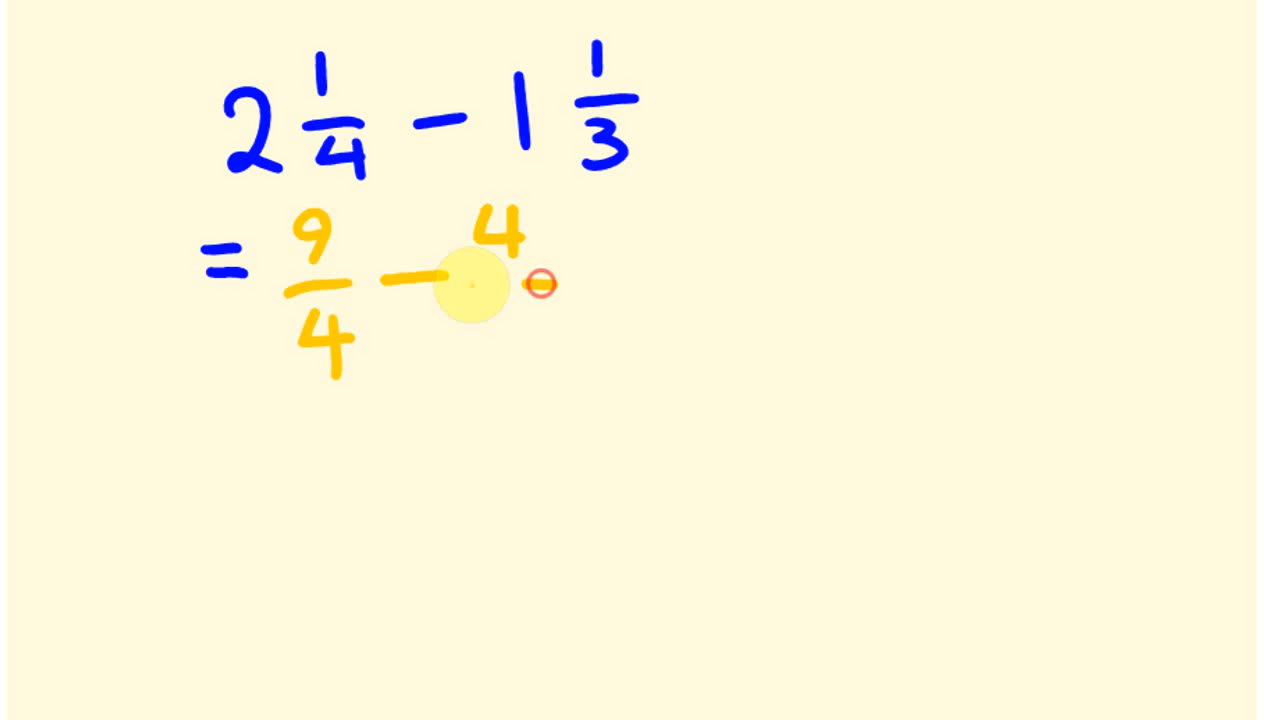 2 1/4 - 1 1/3
= 9/4 - 4